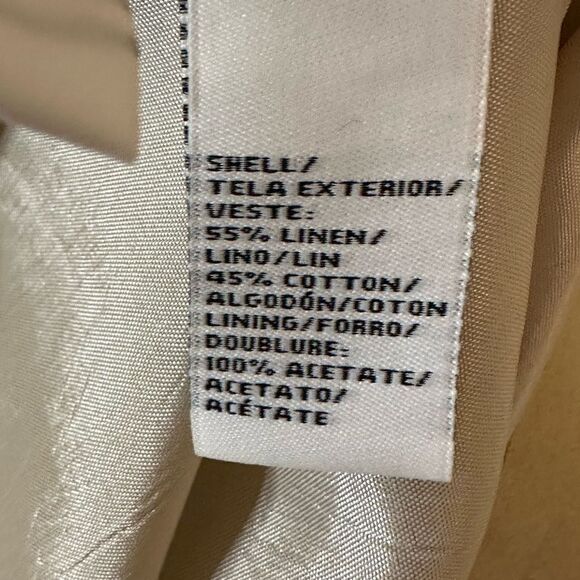 SHELL/
TELA EXTERIOR/
VESTE:
55% LINEN/
LINO/LIN
45% COTTON/
ALGODÓN/COTON
LINING/FORRO/
DOUBLURE:
100% ACETATE/
ACETATO/
ACÉTATE